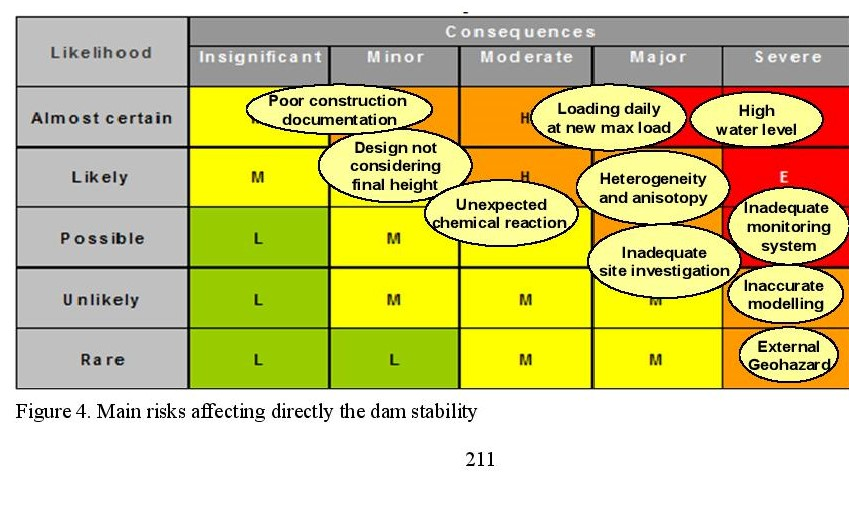 Consequences
Likelihood
Insignificant Minor Moderate Major Severe
Almost certain
Poor construction
documentation
H
Loading daily
at new max load
High
water level
Likely
M
Design not
considering
final height
H
Heterogeneity
and anisotropy
E
Possible
L
M
Unexpected
chemical reaction
Inadequate
site investigation
Inadequate
monitoring
system
Unlikely
L
M
M
M
Inaccurate
modelling
Rare
L
L
M
M
External
Geohazard
Figure 4. Main risks affecting directly the dam stability
211